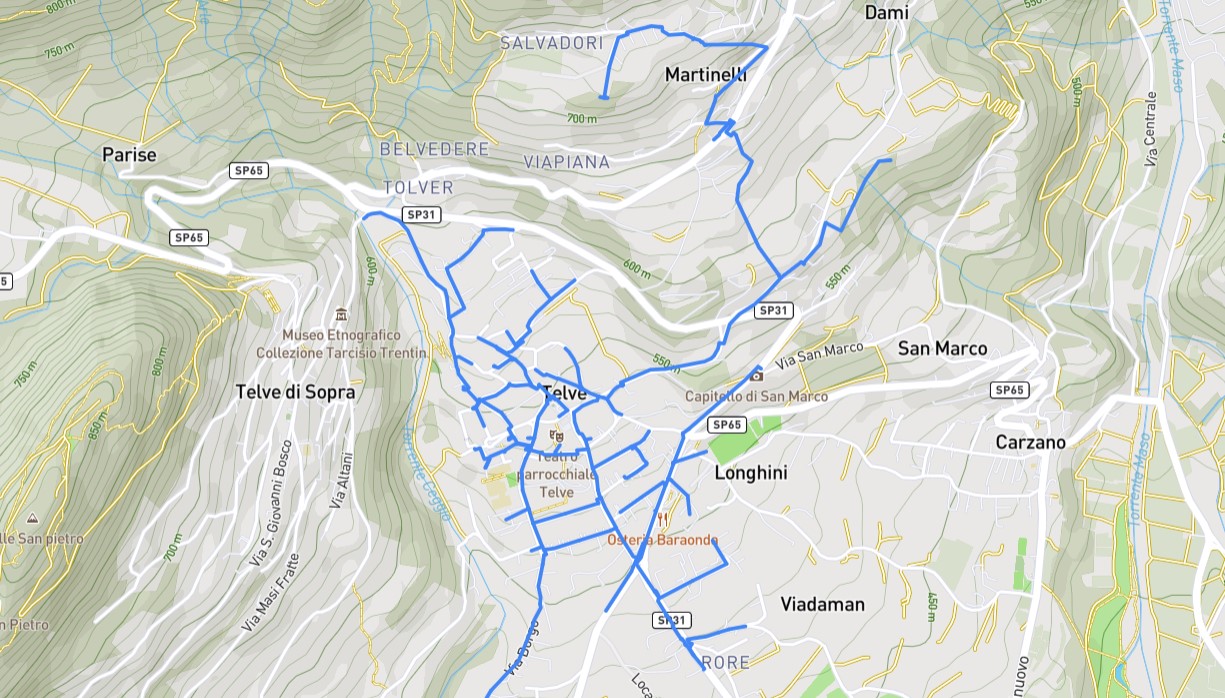 Dami
800 m
SALVADORI
750 m
Martinelli
Torrente Maso
500 m
700 m
Via Centrale
BELVEDERE
Parise
VIAPIANA
SP65
TOLVER
SP31
SP65
600 m
600 m
550 m
5
SP31
Museo Etnografico
Collezione Tarcisio Trentin
Via San Marco
San Marco
800 m
750 m
550 m
Telve di Sopra
Telve
Capitello di San Marco
SP65
850 m
SP65
Carzano
Teatro
parrocchiale
Telve
Longhini
Via S. Giovanni Bosco
Via Altani
Torrente Ceggio
Torrente Maso
lle San pietro
700 m
Osteria Baraonda
Via Masi Fratte
Viadaman
450 m
n Pietro
SP31
Via Borgo
RORE
Loca
nuovo